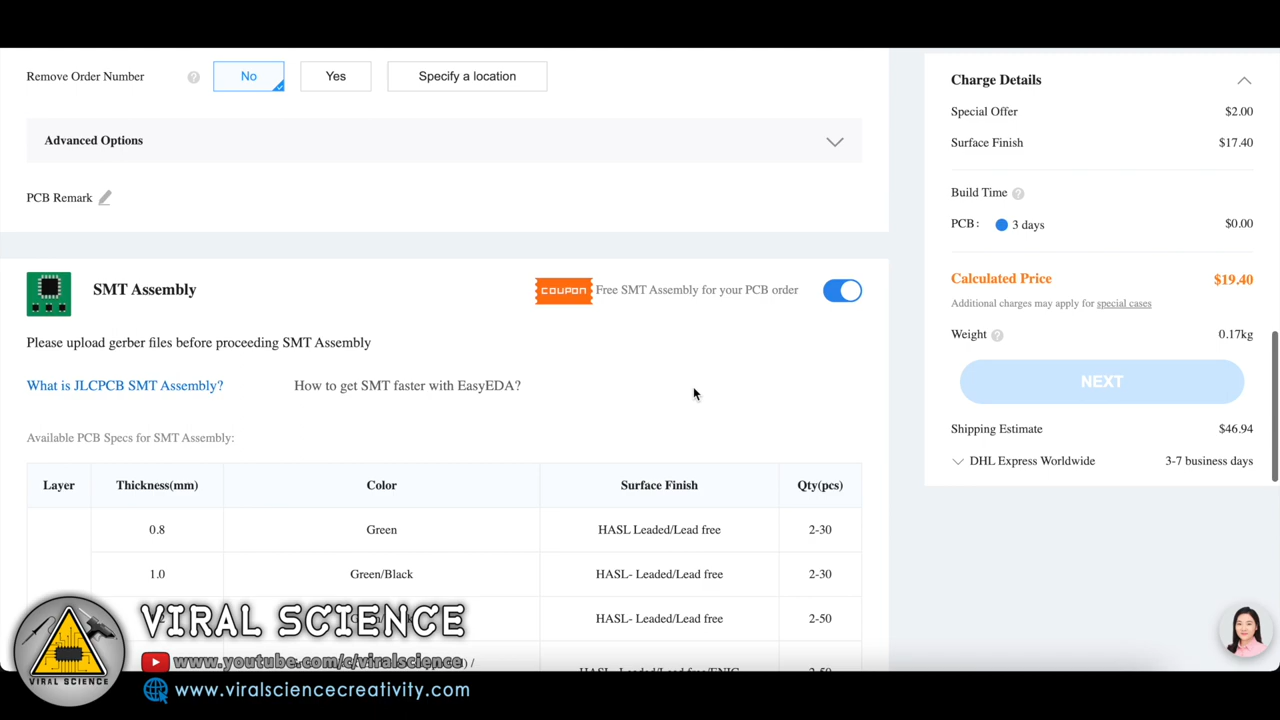 Remove Order Number ? No Yes Specify a location
Advanced Options
PCB Remark
SMT Assembly COUPON Free SMT Assembly for your PCB order
Please upload gerber files before proceeding SMT Assembly
What is JLCPCB SMT Assembly? How to get SMT faster with EasyEDA?
Available PCB Specs for SMT Assembly:
Layer Thickness(mm) Color Surface Finish Qty(pcs)
0.8 Green HASL Leaded/Lead free 2-30
1.0 Green/Black HASL- Leaded/Lead free 2-30
HASL- Leaded/Lead free 2-50
Charge Details
Special Offer $2.00
Surface Finish $17.40
Build Time ?
PCB: 3 days $0.00
Calculated Price $19.40
Additional charges may apply for special cases
Weight ? 0.17kg
NEXT
Shipping Estimate $46.94
DHL Express Worldwide 3-7 business days
VIRAL SCIENCE
VIRAL SCIENCE
www.youtube.com/c/viralscience
www.viralsciencecreativity.com